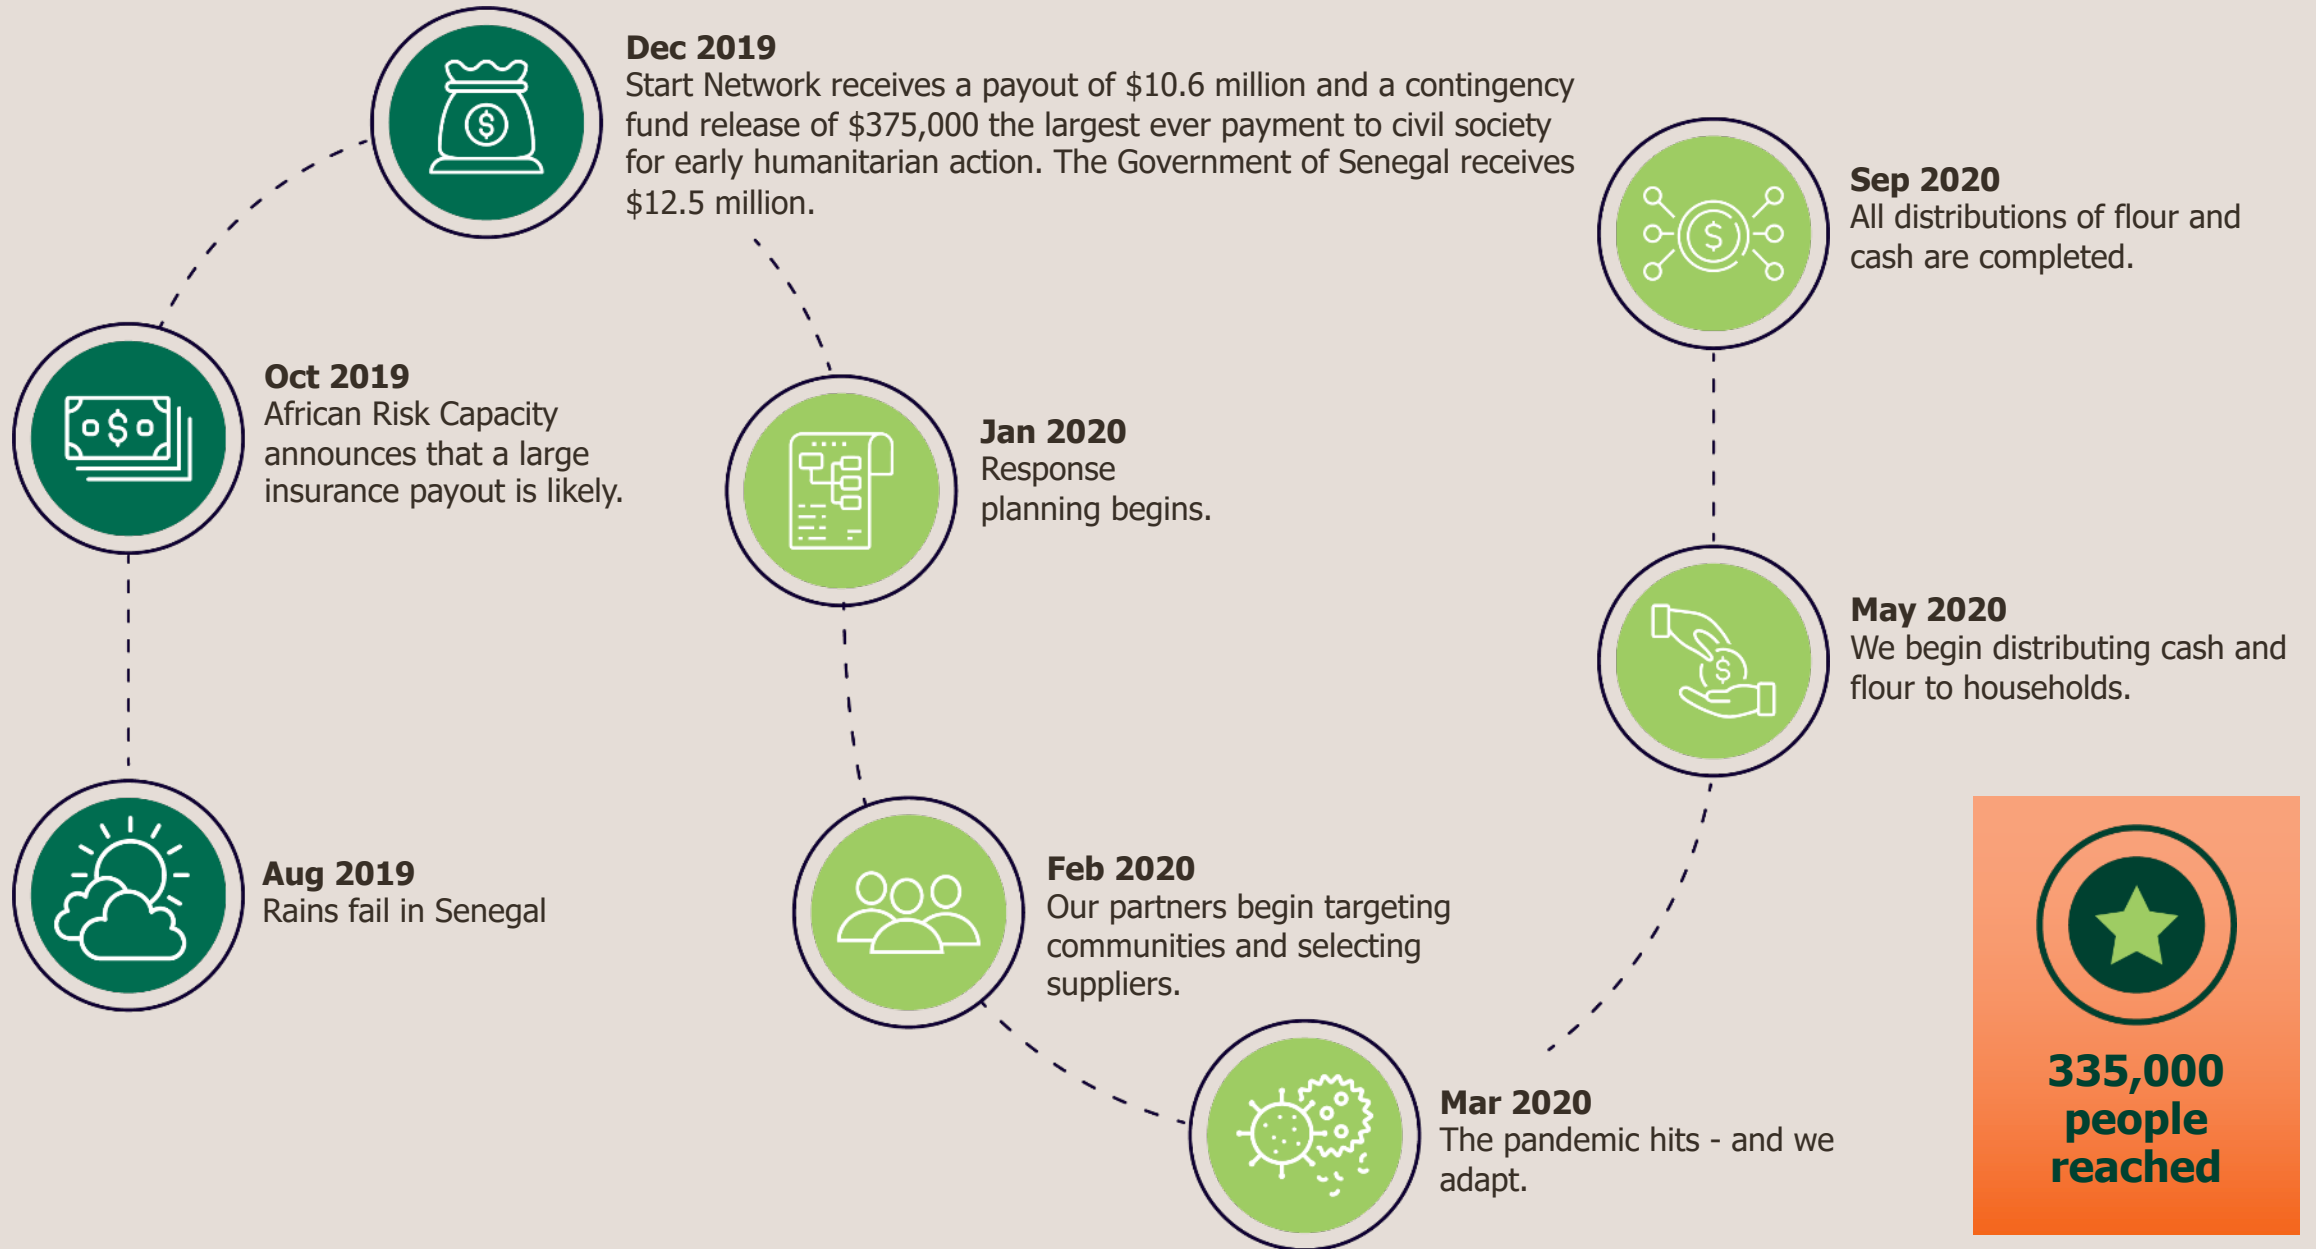 Dec 2019
Start Network receives a payout of $10.6 million and a contingency
fund release of $375,000 the largest ever payment to civil society
for early humanitarian action. The Government of Senegal receives
$12.5 million.
Sep 2020
All distributions of flour and
cash are completed.
Oct 2019
African Risk Capacity
announces that a large
insurance payout is likely.
Jan 2020
Response
planning begins.
May 2020
We begin distributing cash and
flour to households.
Aug 2019
Rains fail in Senegal
Feb 2020
Our partners begin targeting
communities and selecting
suppliers.
Mar 2020
The pandemic hits - and we
adapt.
335,000
people
reached